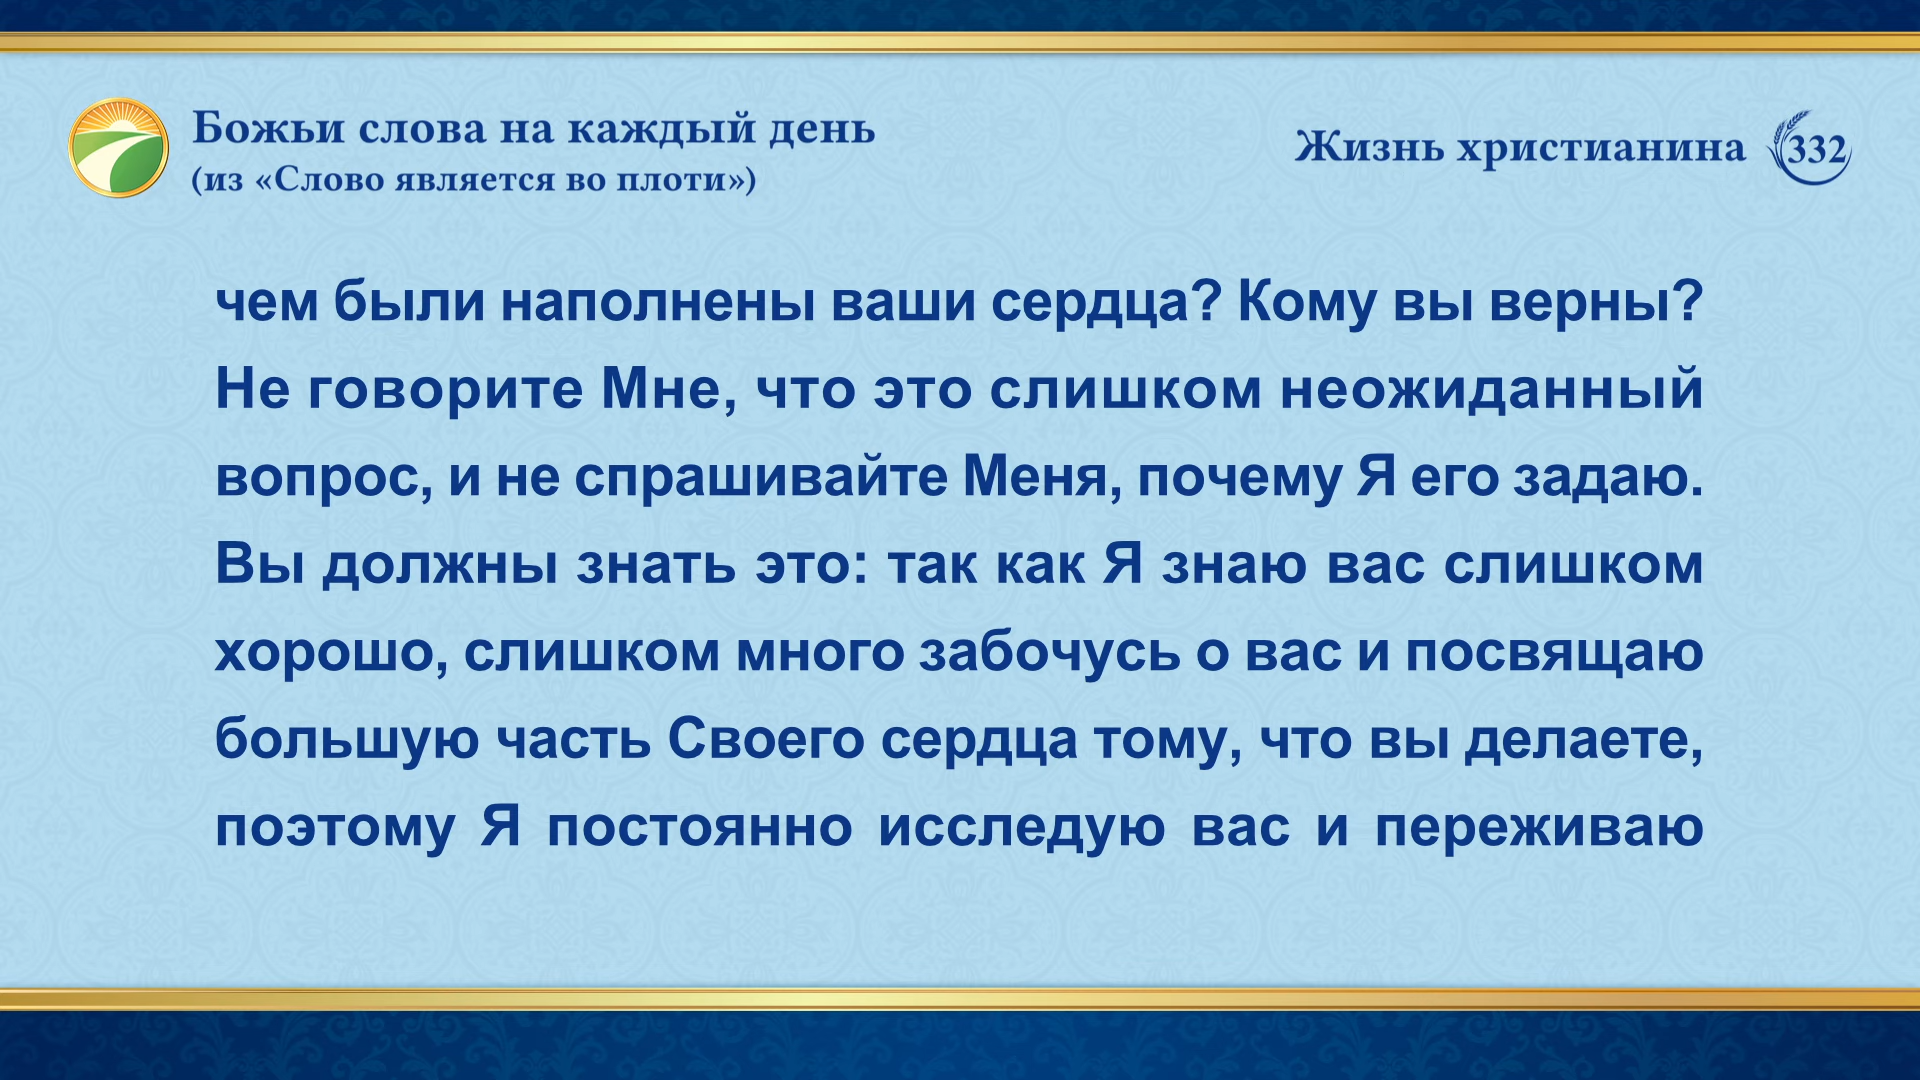 Божьи слова на каждый день
(из «Слово является во плоти»)
Жизнь христианина 332
чем были наполнены ваши сердца? Кому вы верны?
Не говорите Мне, что это слишком неожиданный
вопрос, и не спрашивайте Меня, почему Я его задаю.
Вы должны знать это: так как Я знаю вас слишком
хорошо, слишком много забочусь о вас и посвящаю
большую часть Своего сердца тому, что вы делаете,
поэтому Я постоянно исследую вас и переживаю